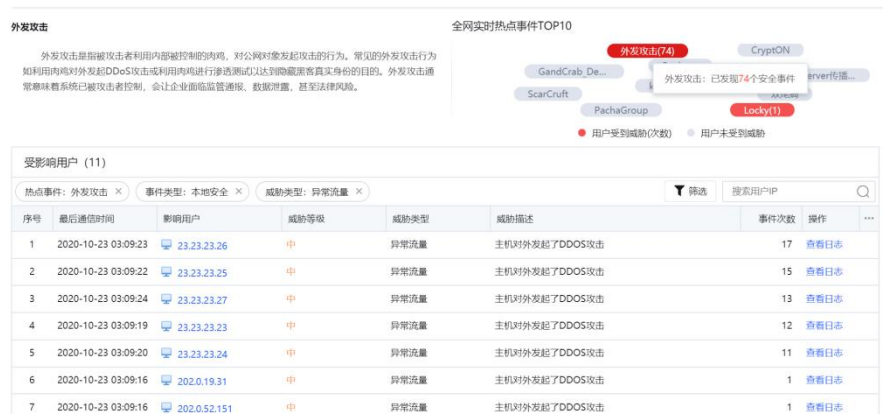 外发攻击
外发攻击是指被攻击者利用内部被控制的肉鸡，对公网对象发起攻击的行为。常见的外发攻击行为
如利用肉鸡对外发起DDoS攻击或利用肉鸡进行渗透测试以达到隐藏黑客真实身份的目的。外发攻击通
常意味着系统已被攻击者控制，会让企业面临监管通报、数据泄露、甚至法律风险。
全网实时热点事件TOP10
外发攻击(74)
CryptON
GandCrab_De...
外发攻击：已发现74个安全事件
erver传播...
ScarCruft
PachaGroup
Locky(1)
用户受到威胁(次数)
用户未受到威胁
受影响用户（11）
热点事件：外发攻击 × 事件类型：本地安全 × 威胁类型：异常流量 × 筛选 搜索用户IP
序号 最后通信时间 影响用户 威胁等级 威胁类型 威胁描述 事件次数 操作 ...
1 2020-10-23 03:09:23 23.23.23.26 中 异常流量 主机对外发起了DDOS攻击 17 查看日志
2 2020-10-23 03:09:22 23.23.23.25 中 异常流量 主机对外发起了DDOS攻击 15 查看日志
3 2020-10-23 03:09:24 23.23.23.27 中 异常流量 主机对外发起了DDOS攻击 13 查看日志
4 2020-10-23 03:09:19 23.23.23.23 中 异常流量 主机对外发起了DDOS攻击 12 查看日志
5 2020-10-23 03:09:20 23.23.23.24 中 异常流量 主机对外发起了DDOS攻击 11 查看日志
6 2020-10-23 03:09:16 202.0.19.31 中 异常流量 主机对外发起了DDOS攻击 1 查看日志
7 2020-10-23 03:09:16 202.0.52.151 中 异常流量 主机对外发起了DDOS攻击 1 查看日志